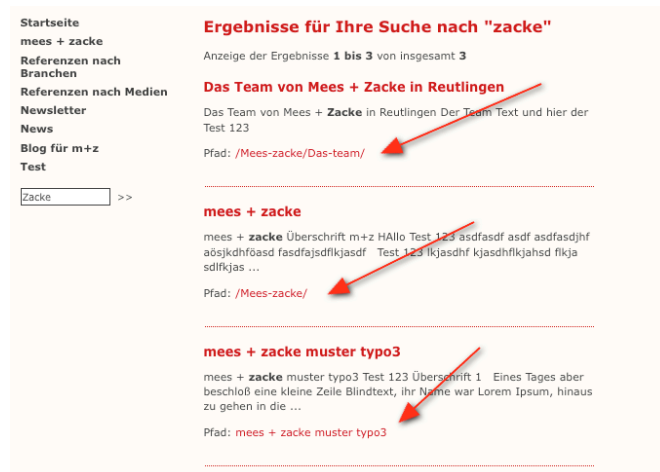 Startseite
mees + zacke
Referenzen nach
Branchen
Referenzen nach Medien
Newsletter
News
Blog für m+z
Test
Zacke >>
Ergebnisse für Ihre Suche nach "zacke"
Anzeige der Ergebnisse 1 bis 3 von insgesamt 3
Das Team von Mees + Zacke in Reutlingen
Das Team von Mees + Zacke in Reutlingen Der Team Text und hier der
Test 123
Pfad: /Mees-zacke/Das-team/
mees + zacke
mees + zacke Überschrift m+z HAllo Test 123 asdfasdf asdf asdfasdjhf
aösjkdhföasd fasdfajsdflkjasdf Test 123 lkjasdhf kjasdhflkjahsd flkja
sdlfkjas ...
Pfad: /Mees-zacke/
mees + zacke muster typo3
mees + zacke muster typo3 Test 123 Überschrift 1 Eines Tages aber
beschloß eine kleine Zeile Blindtext, ihr Name war Lorem Ipsum, hinaus
zu gehen in die ...
Pfad: mees + zacke muster typo3